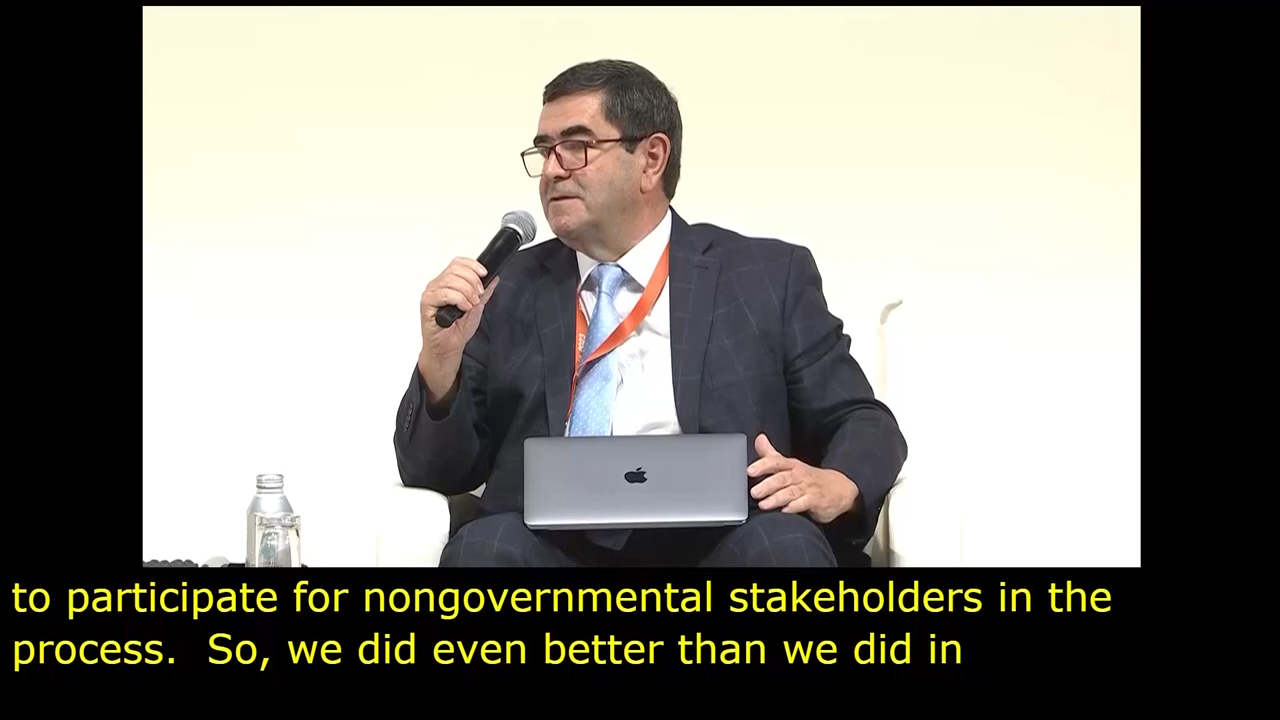 to participate for nongovernmental stakeholders in the
process.  So, we did even better than we did in